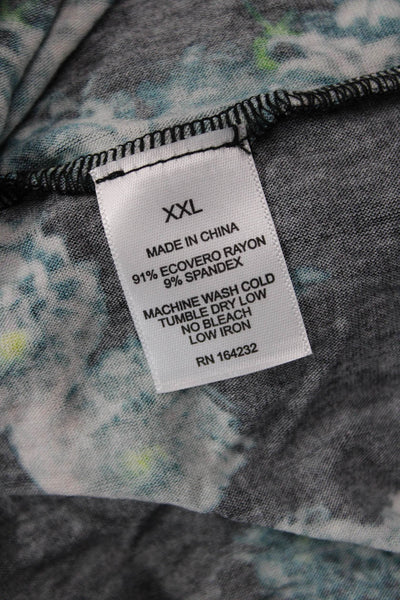 XXL
MADE IN CHINA
91% ECOVERO RAYON
9% SPANDEX
MACHINE WASH COLD
TUMBLE DRY LOW
NO BLEACH
LOW IRON
RN 164232